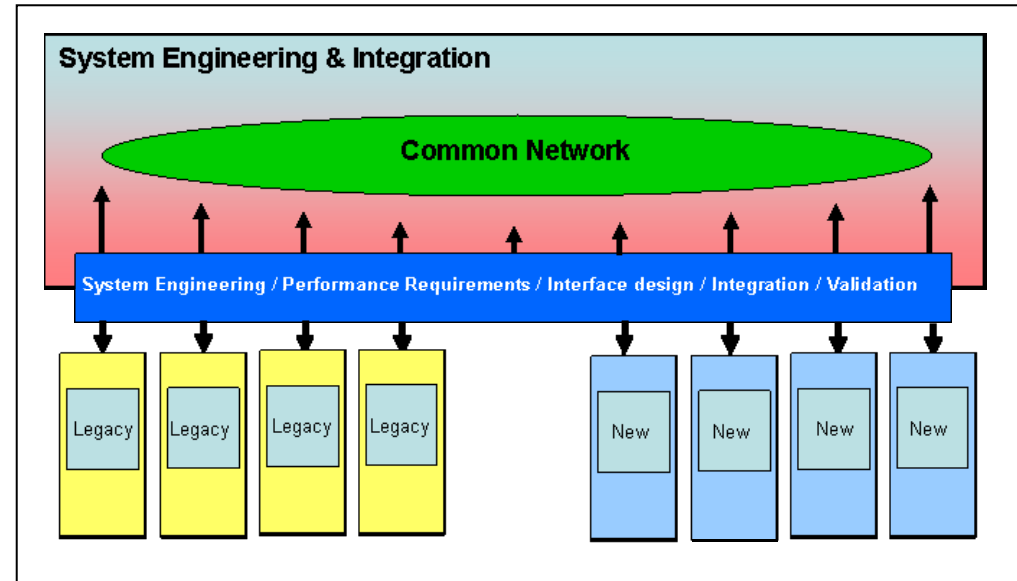 System Engineering & Integration
Common Network
System Engineering / Performance Requirements / Interface design / Integration / Validation
Legacy
Legacy
Legacy
Legacy
New
New
New
New